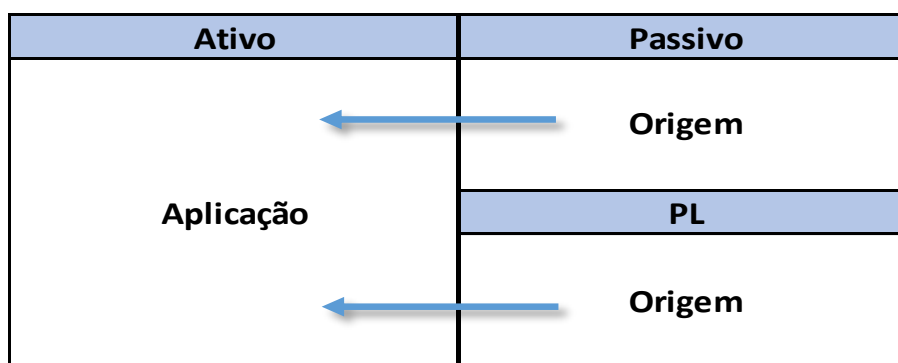 Ativo
Passivo
Origem
Aplicação
PL
Origem